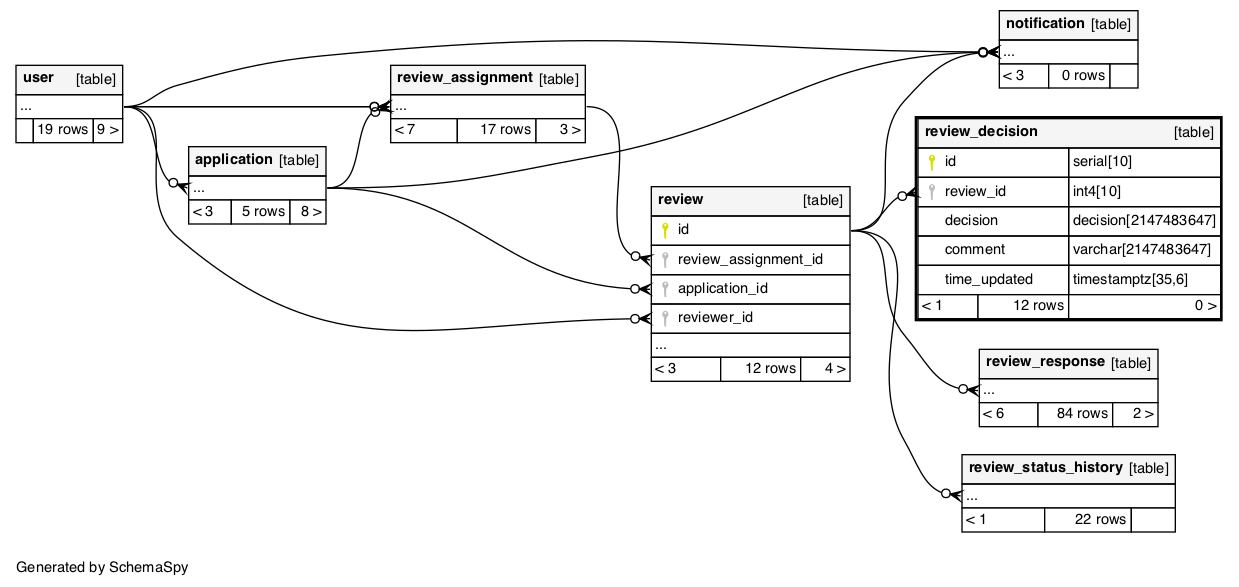 user [table]
...
19 rows 9 >
application [table]
...
< 3 5 rows 8 >
review_assignment [table]
...
< 7 17 rows 3 >
review [table]
id
review_assignment_id
application_id
reviewer_id
...
< 3 12 rows 4 >
notification [table]
...
< 3 0 rows
review_decision [table]
id serial[10]
review_id int4[10]
decision decision[2147483647]
comment varchar[2147483647]
time_updated timestamptz[35,6]
< 1 12 rows 0 >
review_response [table]
...
< 6 84 rows 2 >
review_status_history [table]
...
< 1 22 rows
Generated by SchemaSpy